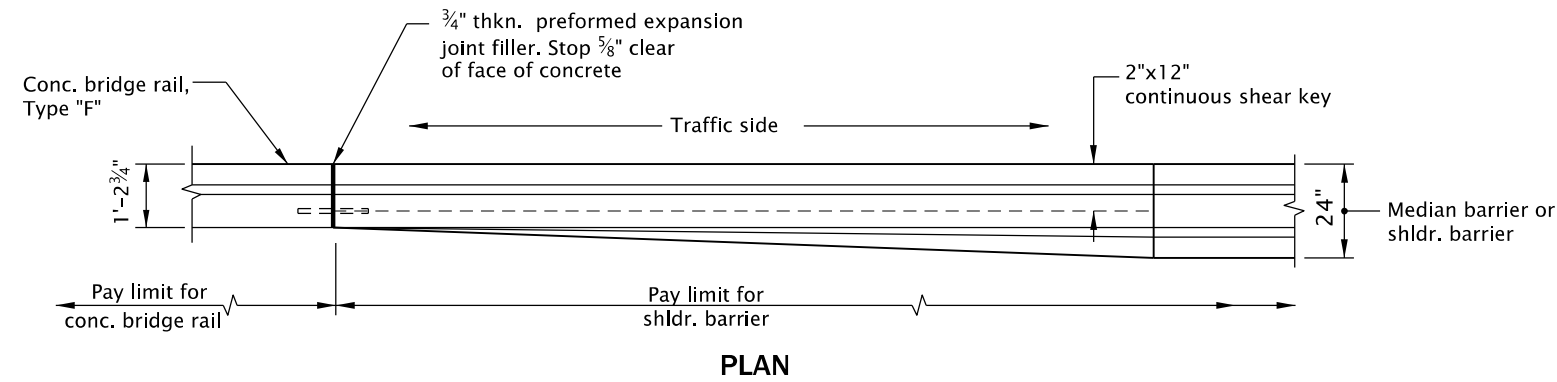 ¾" thkn. preformed expansion
joint filler. Stop ⅝" clear
of face of concrete
Conc. bridge rail,
Type "F"
2"x12"
continuous shear key
Traffic side
1'-2¾"
24"
Median barrier or
shldr. barrier
Pay limit for
conc. bridge rail
Pay limit for
shldr. barrier
PLAN